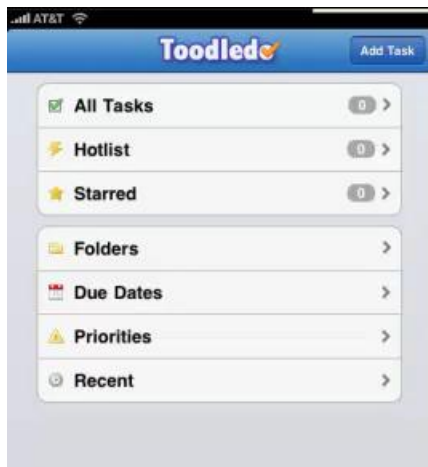 AT&T
Toodledo Add Task
All Tasks 0
Hotlist 0
Starred 0
Folders
Due Dates
Priorities
Recent